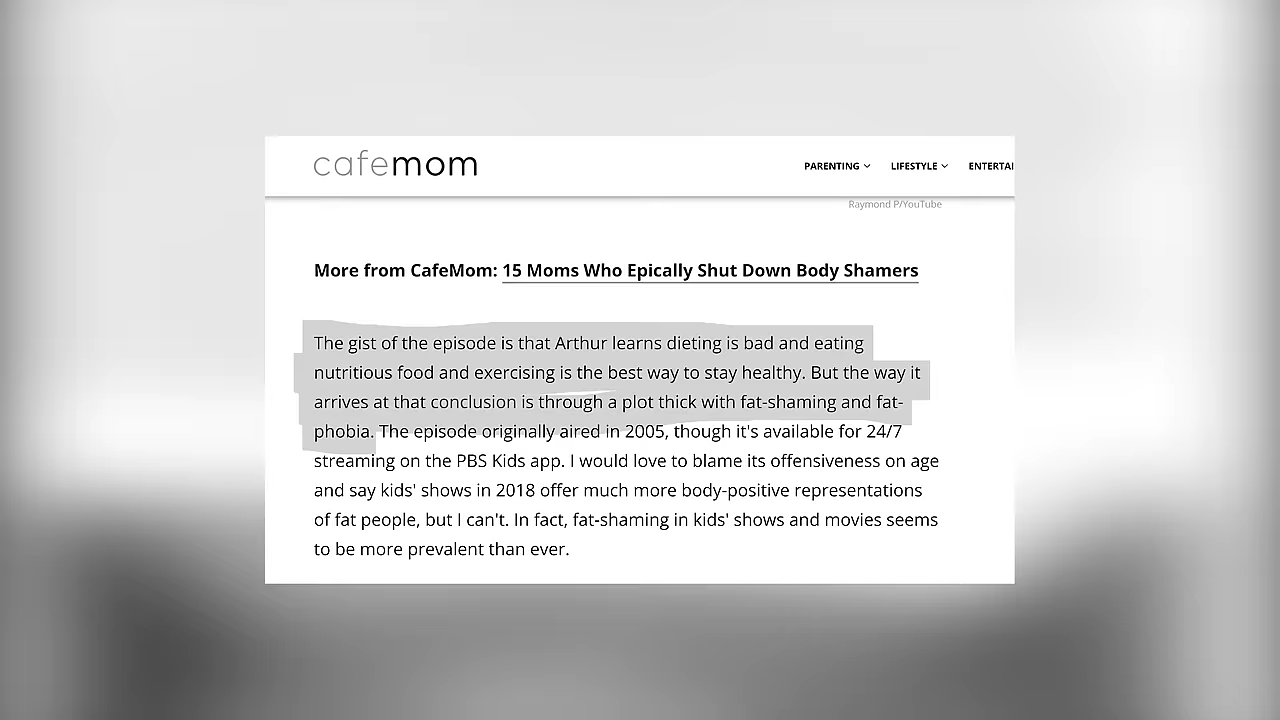 cafemom
PARENTING LIFESTYLE ENTERTAI
Raymond P/YouTube
More from CafeMom: 15 Moms Who Epically Shut Down Body Shamers
The gist of the episode is that Arthur learns dieting is bad and eating
nutritious food and exercising is the best way to stay healthy. But the way it
arrives at that conclusion is through a plot thick with fat-shaming and fat-
phobia. The episode originally aired in 2005, though it's available for 24/7
streaming on the PBS Kids app. I would love to blame its offensiveness on age
and say kids' shows in 2018 offer much more body-positive representations
of fat people, but I can't. In fact, fat-shaming in kids' shows and movies seems
to be more prevalent than ever.